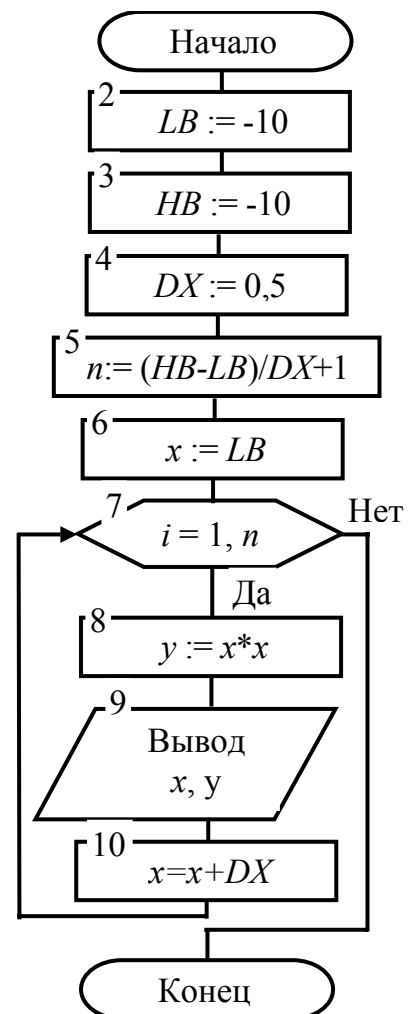 Начало
2
LB := -10
3
HB := -10
4
DX := 0,5
5
n:= (HB-LB)/DX+1
6
x := LB
7
i = 1, n
Нет
Да
8
y := x*x
9
Вывод
x, y
10
x=x+DX
Конец